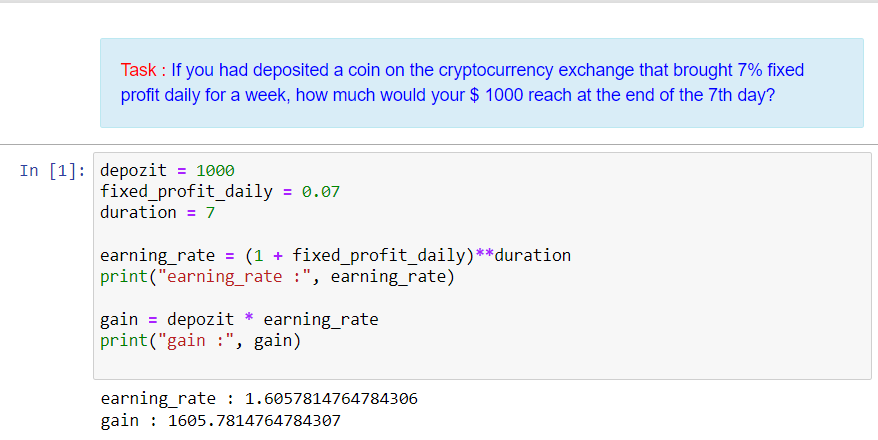 Task : If you had deposited a coin on the cryptocurrency exchange that brought 7% fixed
profit daily for a week, how much would your $ 1000 reach at the end of the 7th day?
In [1]: depozit = 1000
fixed_profit_daily = 0.07
duration = 7
earning_rate = (1 + fixed_profit_daily)**duration
print("earning_rate :", earning_rate)
gain = depozit * earning_rate
print("gain :", gain)
earning_rate : 1.6057814764784306
gain : 1605.7814764784307